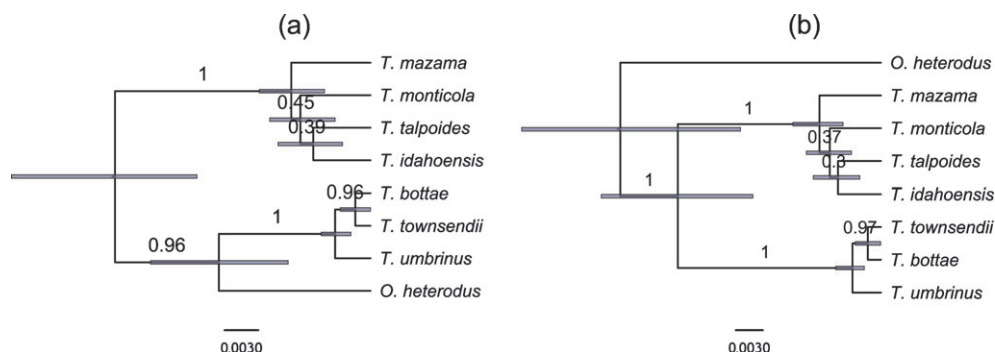 (a)
1
T. mazama
T. monticola
0.45
T. talpoides
0.39
T. idahoensis
T. bottae
0.96
T. townsendii
1
0.96
T. umbrinus
O. heterodus
0.0030
(b)
O. heterodus
1
T. mazama
T. monticola
0.37
T. talpoides
0.3
T. idahoensis
1
T. townsendii
0.97
T. bottae
1
T. umbrinus
0.0030